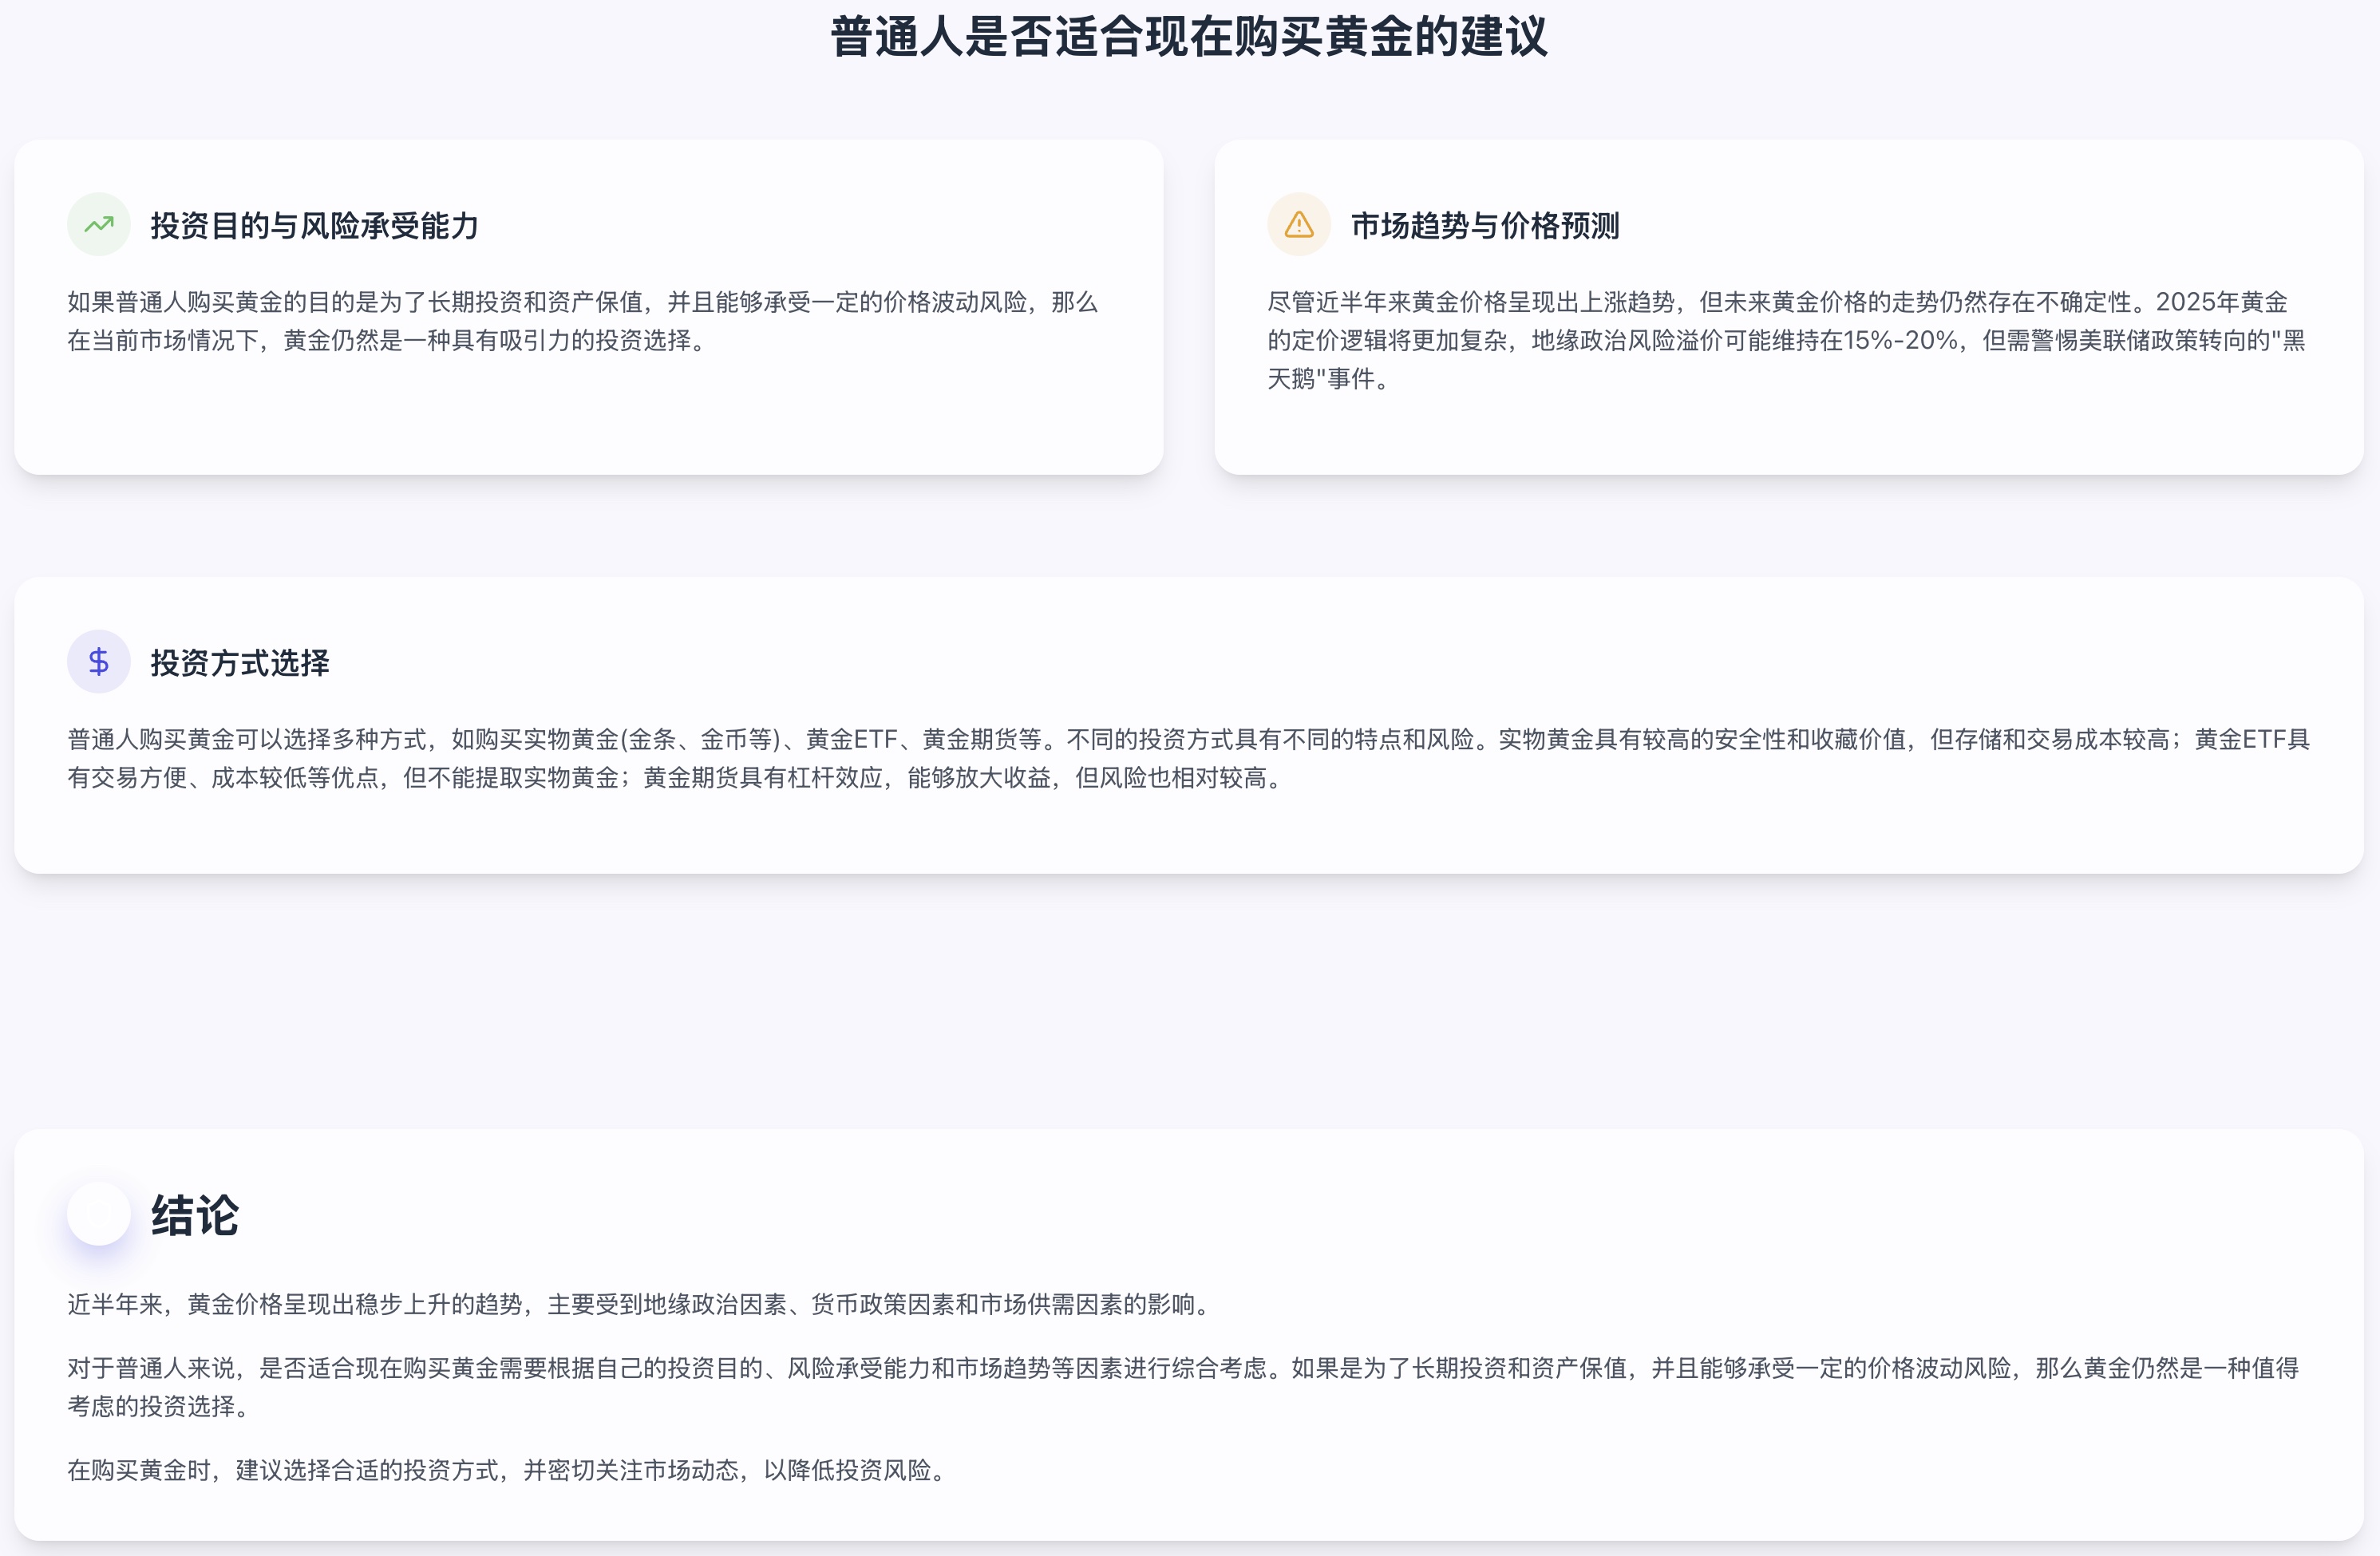 普通人是否适合现在购买黄金的建议
投资目的与风险承受能力
如果普通人购买黄金的目的是为了长期投资和资产保值，并且能够承受一定的价格波动风险，那么
在当前市场情况下，黄金仍然是一种具有吸引力的投资选择。
市场趋势与价格预测
尽管近半年来黄金价格呈现出上涨趋势，但未来黄金价格的走势仍然存在不确定性。2025年黄金
的定价逻辑将更加复杂，地缘政治风险溢价可能维持在15%-20%，但需警惕美联储政策转向的"黑
天鹅"事件。
投资方式选择
普通人购买黄金可以选择多种方式，如购买实物黄金(金条、金币等)、黄金ETF、黄金期货等。不同的投资方式具有不同的特点和风险。实物黄金具有较高的安全性和收藏价值，但存储和交易成本较高；黄金ETF具
有交易方便、成本较低等优点，但不能提取实物黄金；黄金期货具有杠杆效应，能够放大收益，但风险也相对较高。
结论
近半年来，黄金价格呈现出稳步上升的趋势，主要受到地缘政治因素、货币政策因素和市场供需因素的影响。
对于普通人来说，是否适合现在购买黄金需要根据自己的投资目的、风险承受能力和市场趋势等因素进行综合考虑。如果是为了长期投资和资产保值，并且能够承受一定的价格波动风险，那么黄金仍然是一种值得
考虑的投资选择。
在购买黄金时，建议选择合适的投资方式，并密切关注市场动态，以降低投资风险。